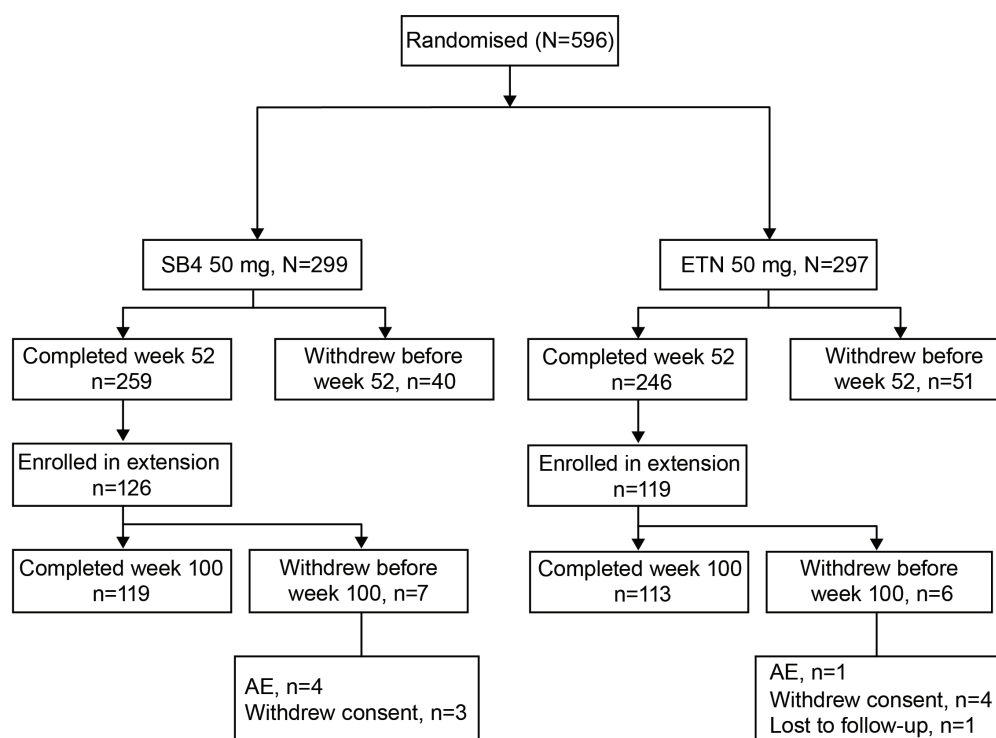 Randomised (N=596)
SB4 50 mg, N=299
ETN 50 mg, N=297
Completed week 52
n=259
Withdrew before
week 52, n=40
Completed week 52
n=246
Withdrew before
week 52, n=51
Enrolled in extension
n=126
Enrolled in extension
n=119
Completed week 100
n=119
Withdrew before
week 100, n=7
Completed week 100
n=113
Withdrew before
week 100, n=6
AE, n=4
Withdrew consent, n=3
AE, n=1
Withdrew consent, n=4
Lost to follow-up, n=1